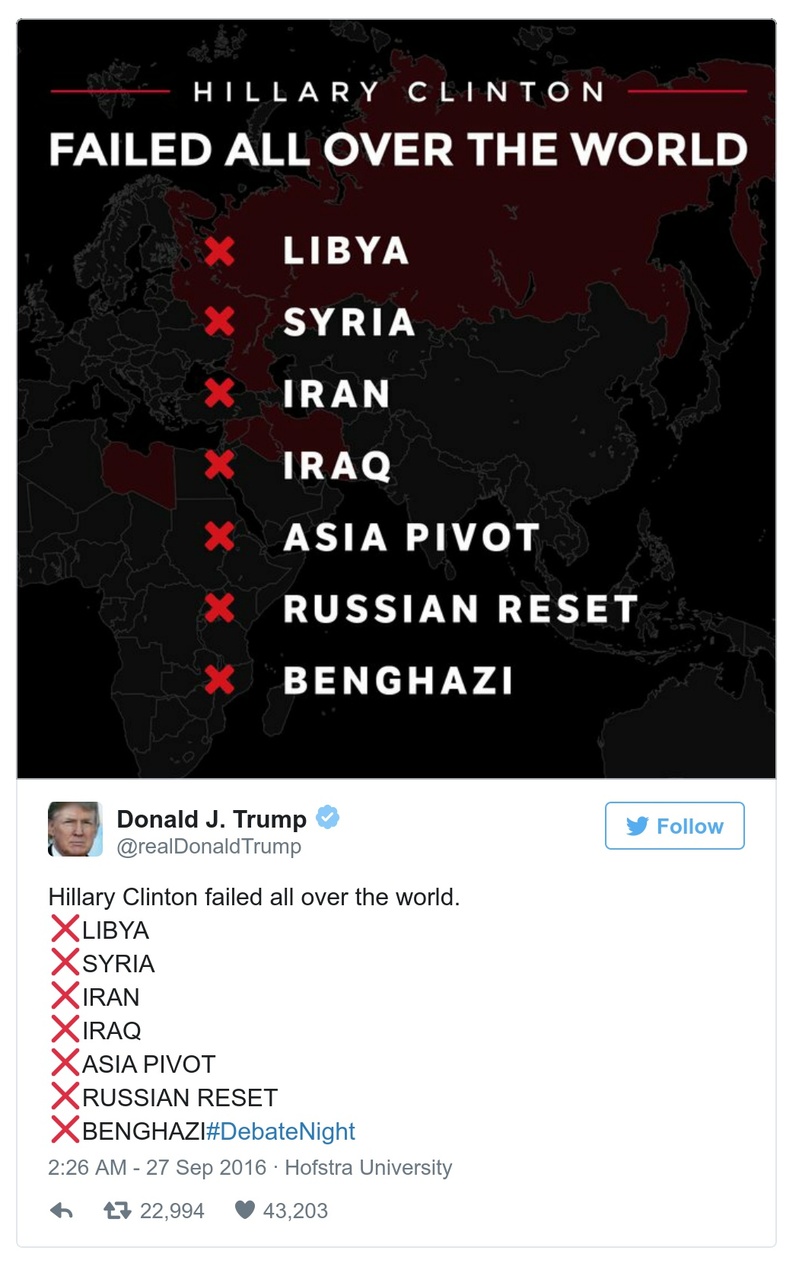 HILLARY CLINTON
FAILED ALL OVER THE WORLD
✖ LIBYA
✖ SYRIA
✖ IRAN
✖ IRAQ
✖ ASIA PIVOT
✖ RUSSIAN RESET
✖ BENGHAZI
Donald J. Trump
@realDonaldTrump
Follow
Hillary Clinton failed all over the world.
❌LIBYA
❌SYRIA
❌IRAN
❌IRAQ
❌ASIA PIVOT
❌RUSSIAN RESET
❌BENGHAZI#DebateNight
2:26 AM - 27 Sep 2016 · Hofstra University
22,994 43,203